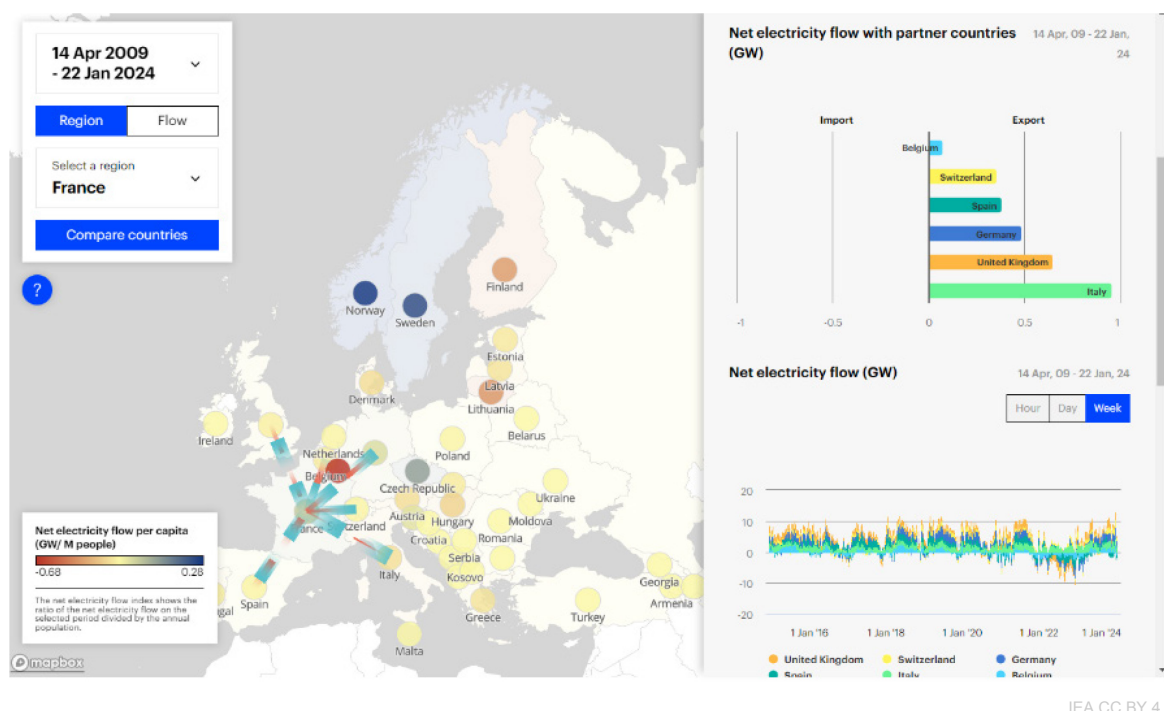 14 Apr 2009
- 22 Jan 2024
Region
Flow
Select a region
France
Compare countries
?
Norway
Sweden
Finland
Estonia
Latvia
Lithuania
Denmark
Ireland
Netherlands
Belgium
Poland
Belarus
Czech Republic
Ukraine
Austria
Hungary
Moldova
Croatia
Romania
Serbia
Italy
Kosovo
Spain
Greece
Turkey
Georgia
Armenia
Malta
Net electricity flow per capita
(GW/ M people)
-0.68
0.28
The net electricity flow index shows the
ratio of the net electricity flow on the
selected period divided by the annual
population.
mapbox
Net electricity flow with partner countries
(GW)
14 Apr, 09 - 22 Jan,
24
Import
Export
Belgium
Switzerland
Spain
Germany
United Kingdom
Italy
-1
-0.5
0
0.5
1
Net electricity flow (GW)
14 Apr, 09 - 22 Jan, 24
Hour
Day
Week
20
10
0
-10
-20
1 Jan '16
1 Jan '18
1 Jan '20
1 Jan '22
1 Jan '24
United Kingdom
Switzerland
Germany
Spain
Italy
Belgium
IEA CC BY 4